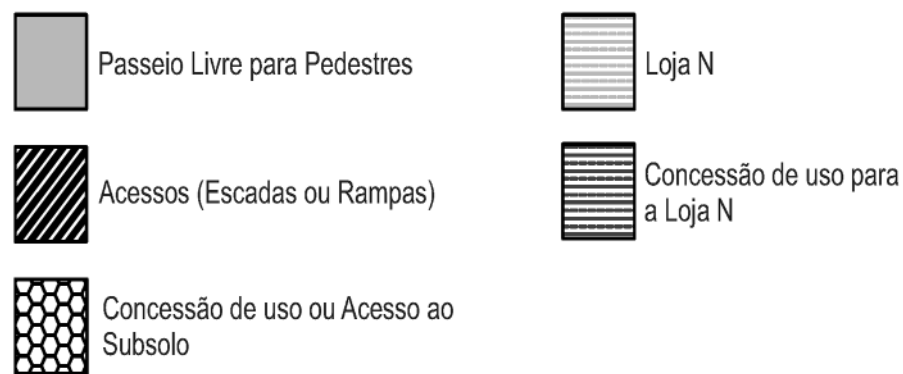 Passeio Livre para Pedestres
Acessos (Escadas ou Rampas)
Concessão de uso ou Acesso ao
Subsolo
Loja N
Concessão de uso para
a Loja N